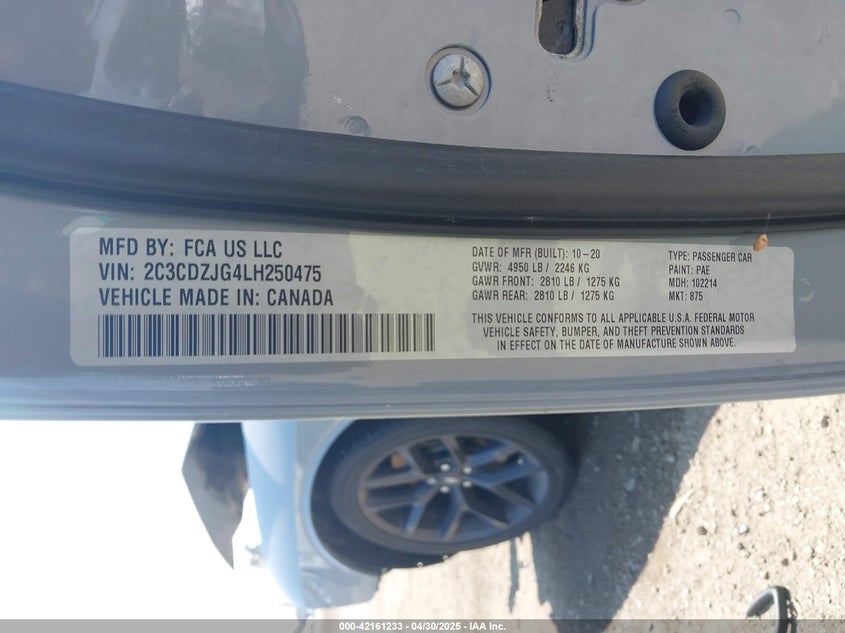 MFD BY: FCA US LLC
VIN: 2C3CDZJG4LH250475
VEHICLE MADE IN: CANADA
DATE OF MFR (BUILT): 10-20
GVWR: 4950 LB / 2246 KG
GAWR FRONT: 2810 LB / 1275 KG
GAWR REAR: 2810 LB / 1275 KG
TYPE: PASSENGER CAR
PAINT: PAE
MDH: 102214
MKT: 875
THIS VEHICLE CONFORMS TO ALL APPLICABLE U.S.A. FEDERAL MOTOR
VEHICLE SAFETY, BUMPER, AND THEFT PREVENTION STANDARDS
IN EFFECT ON THE DATE OF MANUFACTURE SHOWN ABOVE.
000-42161233 - 04/30/2025 - IAA Inc.